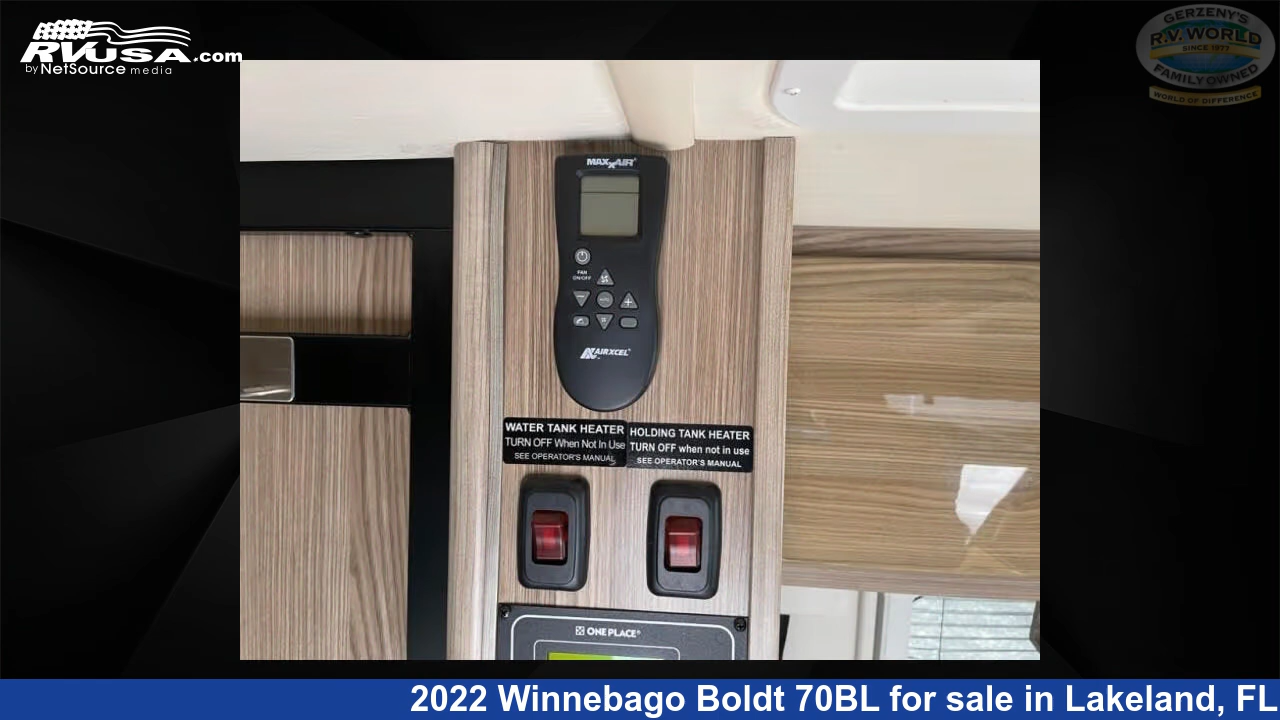 RVUSA.com
by NetSource media
GERZENY'S
R.V. WORLD
SINCE 1977
FAMILY OWNED
WORLD OF DIFFERENCE
MAXXAIR®
FAN
ON/OFF
AUTO
AIRXCEL®
WATER TANK HEATER
TURN OFF When Not In Use
SEE OPERATOR'S MANUAL
HOLDING TANK HEATER
TURN OFF when not in use
SEE OPERATOR'S MANUAL
ONE PLACE®
2022 Winnebago Boldt 70BL for sale in Lakeland, FL